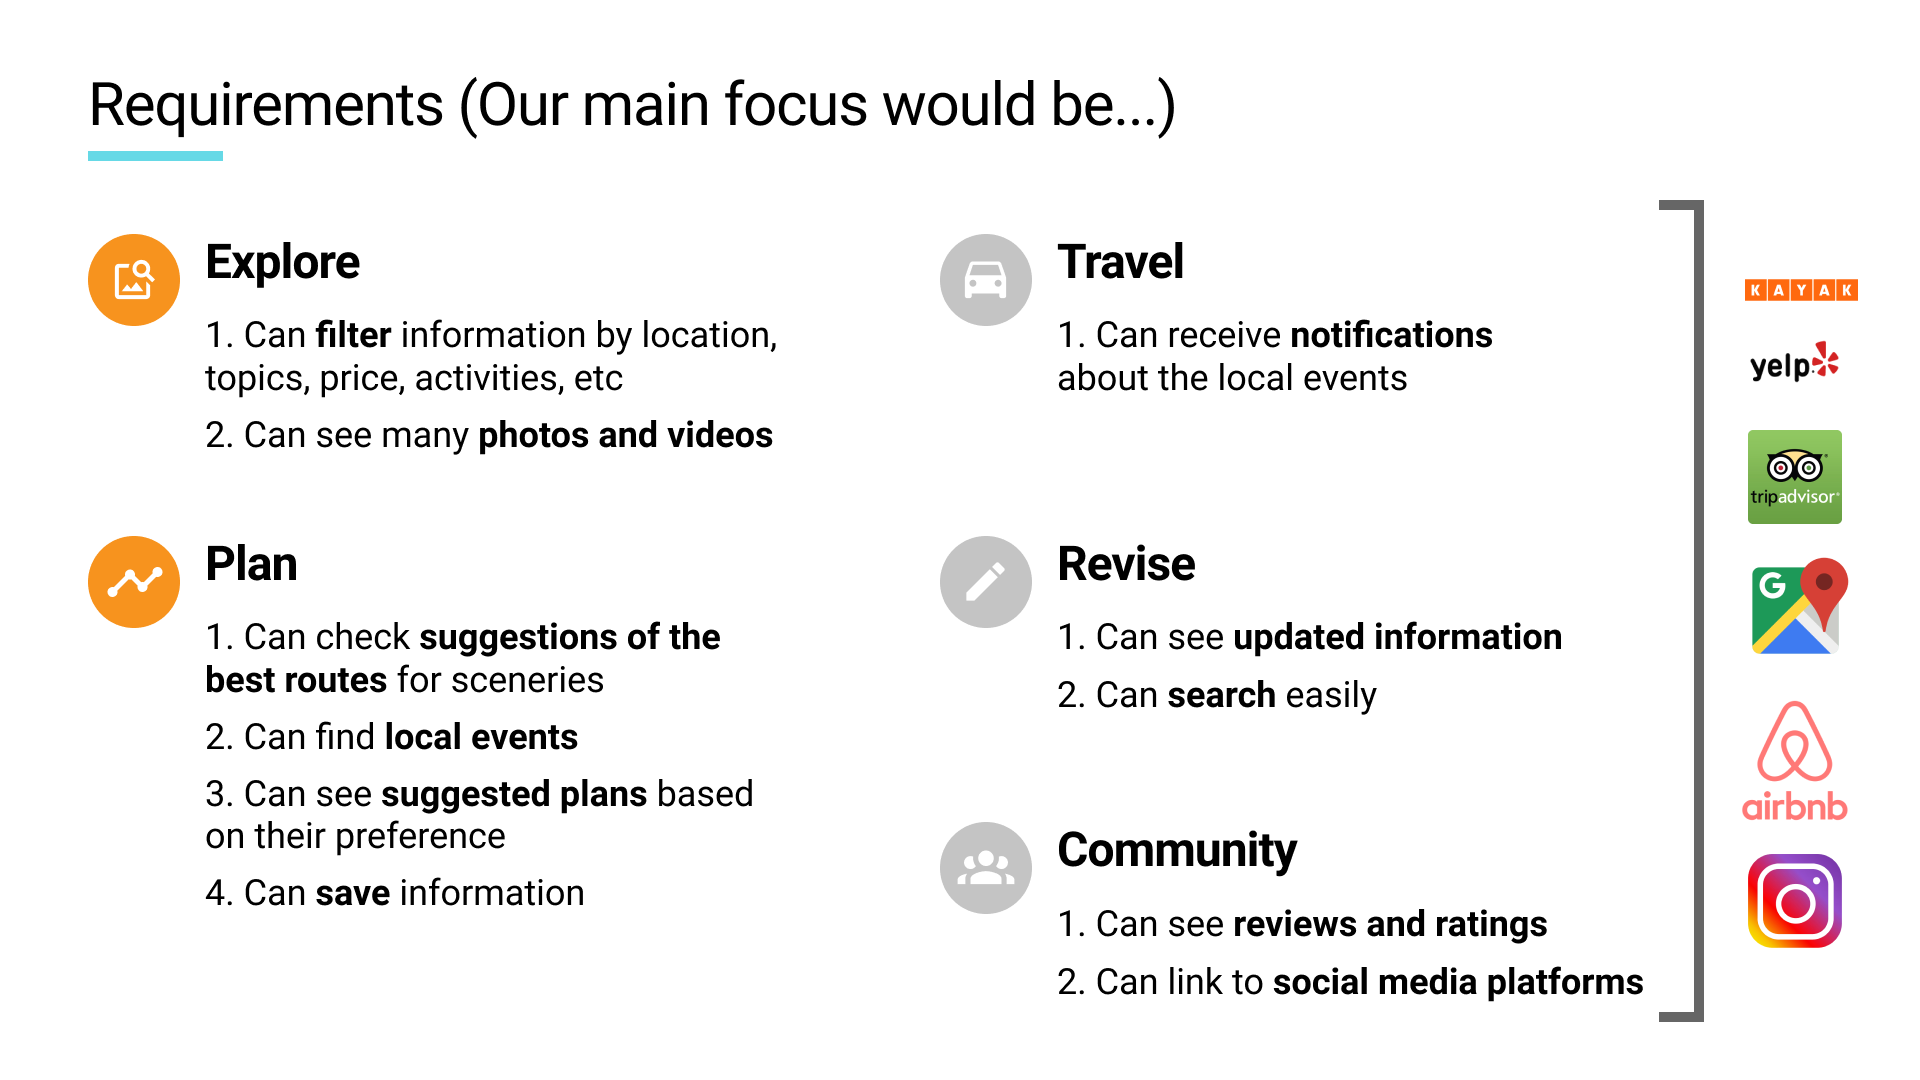 Requirements (Our main focus would be...)
Explore
1. Can filter information by location,
topics, price, activities, etc
2. Can see many photos and videos
Plan
1. Can check suggestions of the
best routes for sceneries
2. Can find local events
3. Can see suggested plans based
on their preference
4. Can save information
Travel
1. Can receive notifications
about the local events
Revise
1. Can see updated information
2. Can search easily
Community
1. Can see reviews and ratings
2. Can link to social media platforms
KAYAK
yelp
tripadvisor
G
airbnb